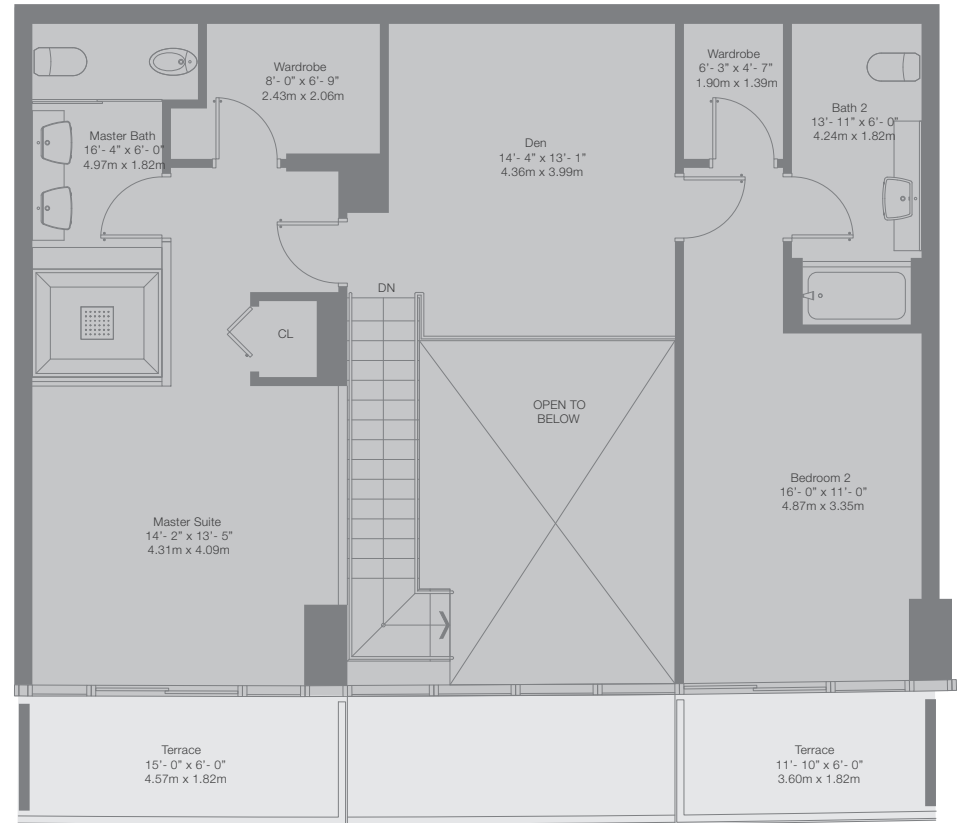 Wardrobe
8'- 0" x 6'- 9"
2.43m x 2.06m
Wardrobe
6'- 3" x 4'- 7"
1.90m x 1.39m
Master Bath
16'- 4" x 6'- 0"
4.97m x 1.82m
Den
14'- 4" x 13'- 1"
4.36m x 3.99m
Bath 2
13'- 11" x 6'- 0"
4.24m x 1.82m
DN
CL
OPEN TO
BELOW
Master Suite
14'- 2" x 13'- 5"
4.31m x 4.09m
Bedroom 2
16'- 0" x 11'- 0"
4.87m x 3.35m
Terrace
15'- 0" x 6'- 0"
4.57m x 1.82m
Terrace
11'- 10" x 6'- 0"
3.60m x 1.82m